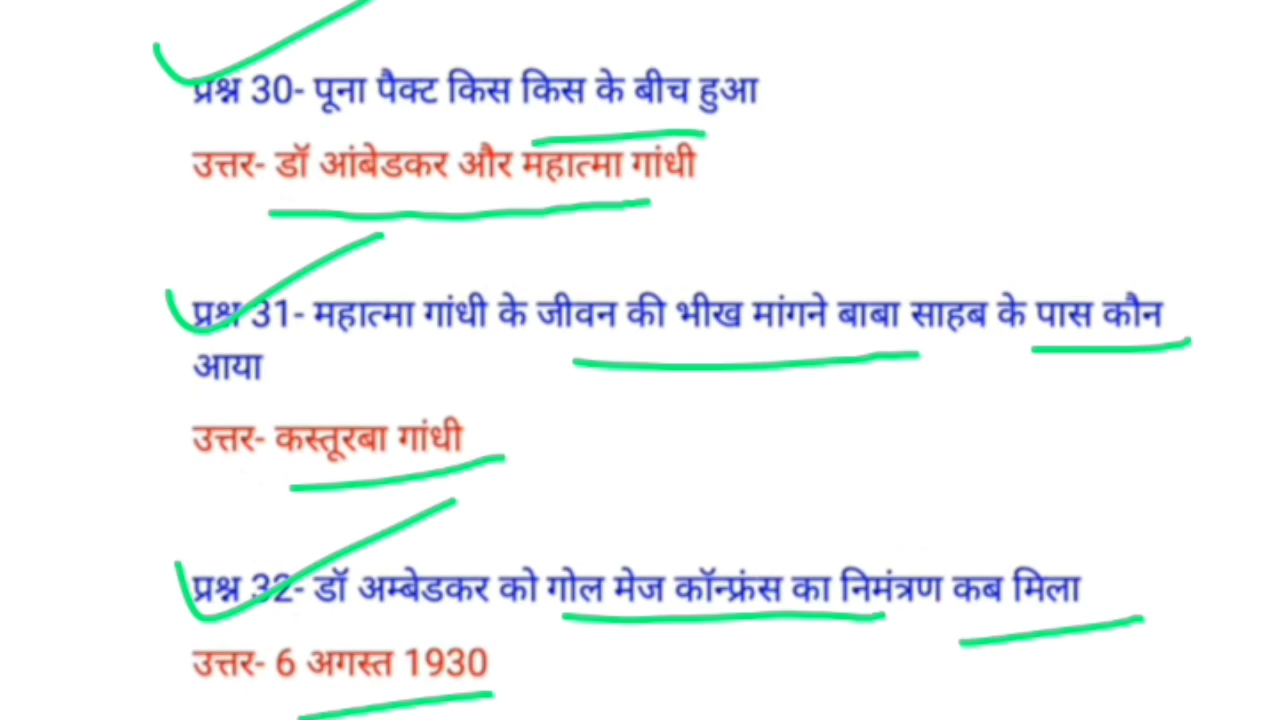 प्रश्न 30- पूना पैक्ट किस किस के बीच हुआ
उत्तर- डॉ आंबेडकर और महात्मा गांधी
प्रश्न 31- महात्मा गांधी के जीवन की भीख मांगने बाबा साहब के पास कौन
आया
उत्तर- कस्तूरबा गांधी
प्रश्न 32- डॉ अम्बेडकर को गोल मेज कॉन्फ्रंस का निमंत्रण कब मिला
उत्तर- 6 अगस्त 1930